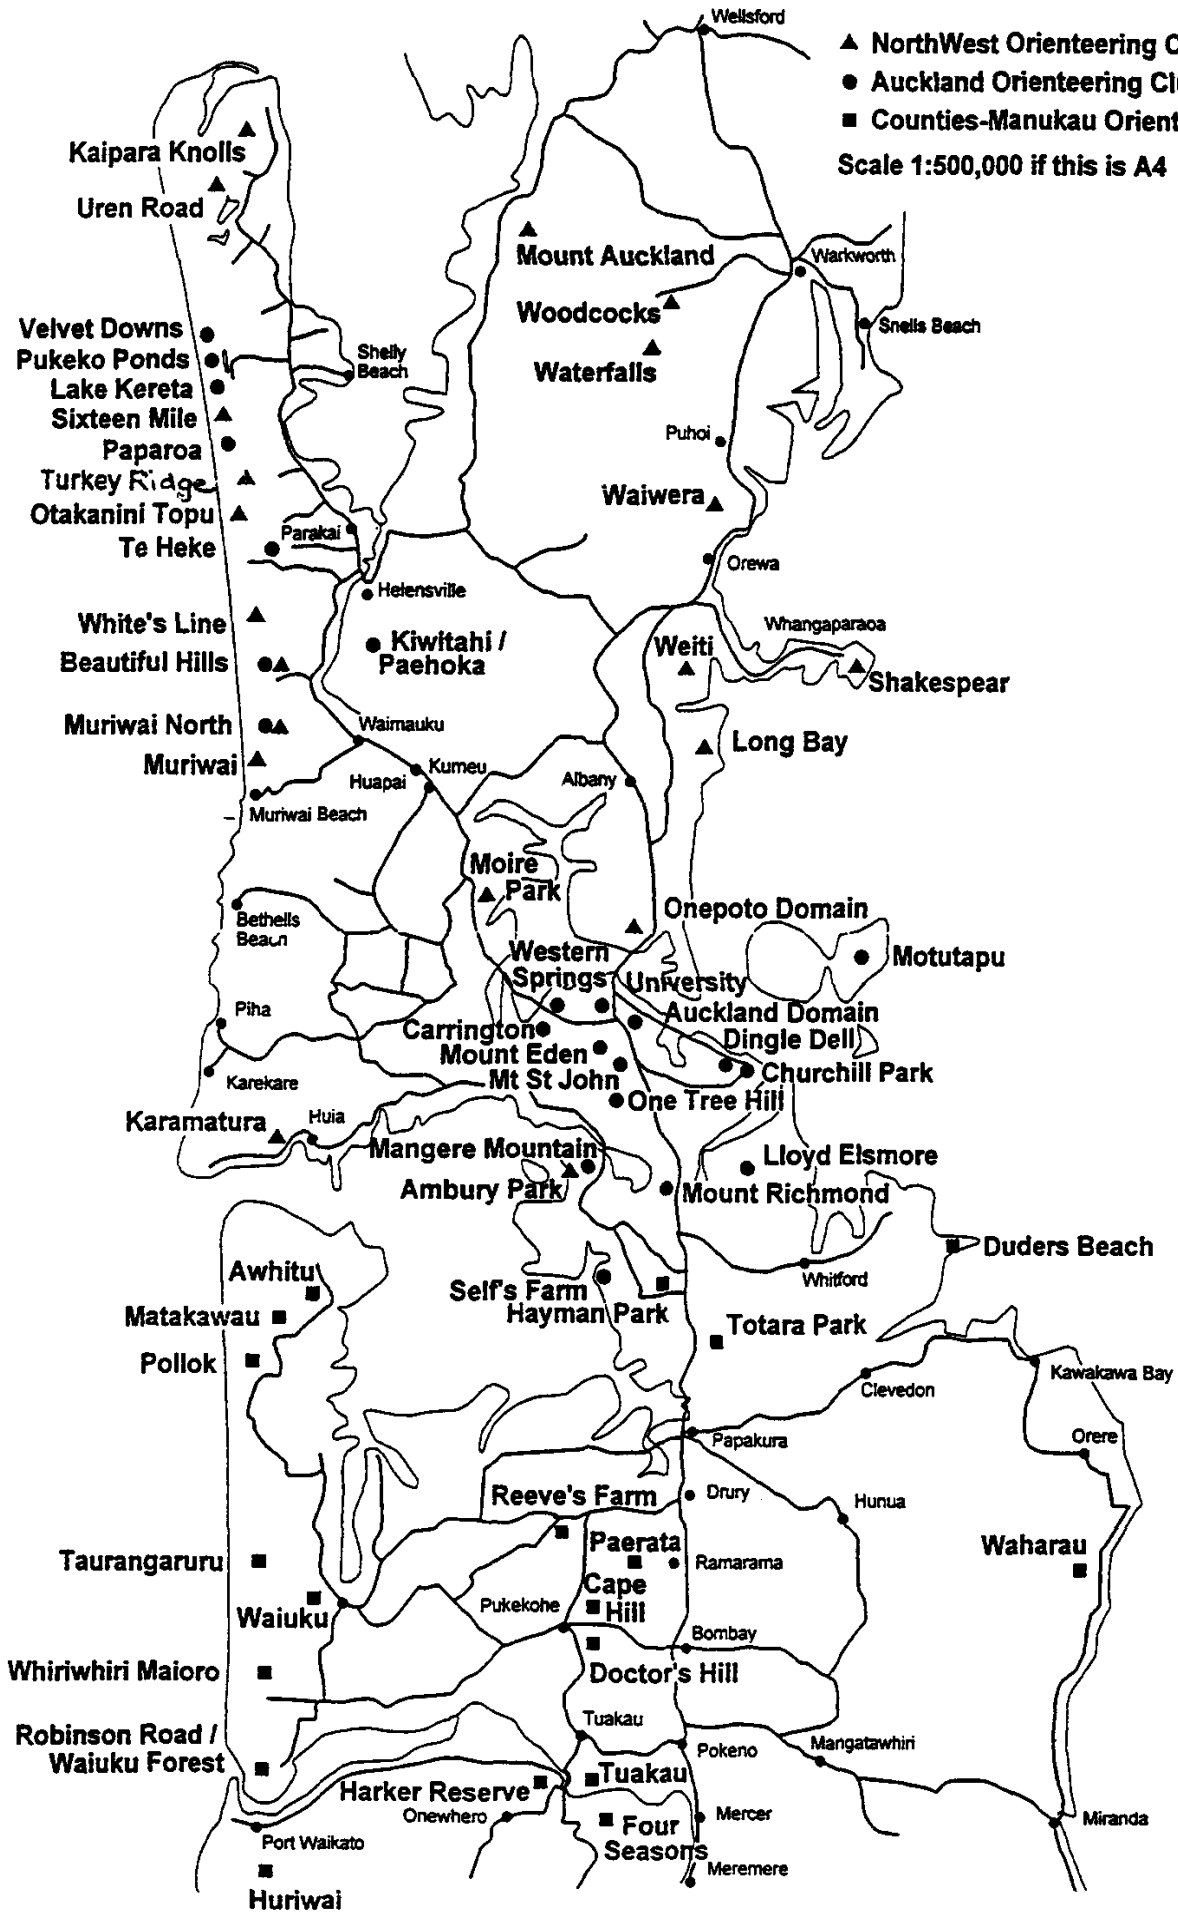 Wellsford
▲ NorthWest Orienteering C
● Auckland Orienteering Clu
■ Counties-Manukau Orient
Scale 1:500,000 if this is A4
Kaipara Knolls
Uren Road
Mount Auckland
Warkworth
Woodcocks
Snells Beach
Velvet Downs
Pukeko Ponds
Shelly
Beach
Waterfalls
Lake Kereta
Sixteen Mile
Paparoa
Puhoi
Turkey Ridge
Otakanini Topu
Waiwera
Parakai
Te Heke
Orewa
Helensville
White's Line
Whangaparaoa
Beautiful Hills
Kiwitahi /
Paehoka
Weiti
Shakespear
Muriwai North
Waimauku
Long Bay
Muriwai
Kumeu
Huapai
Albany
Muriwai Beach
Moire
Park
Onepoto Domain
Bethells
Beach
Western
Springs
Motutapu
University
Piha
Auckland Domain
Carrington
Dingle Dell
Mount Eden
Mt St John
Churchill Park
Karekare
One Tree Hill
Karamatura
Huia
Mangere Mountain
Lloyd Elsmore
Ambury Park
Mount Richmond
Duders Beach
Awhitu
Whitford
Self's Farm
Hayman Park
Matakawau
Totara Park
Pollok
Kawakawa Bay
Clevedon
Papakura
Orere
Reeve's Farm
Drury
Hunua
Paerata
Waharau
Taurangaruru
Ramarama
Cape
Hill
Waiuku
Pukekohe
Bombay
Whiriwhiri Maioro
Doctor's Hill
Robinson Road /
Waiuku Forest
Tuakau
Pokeno
Mangatawhiri
Harker Reserve
Tuakau
Onewhero
Four
Seasons
Mercer
Miranda
Port Waikato
Meremere
Huriwai